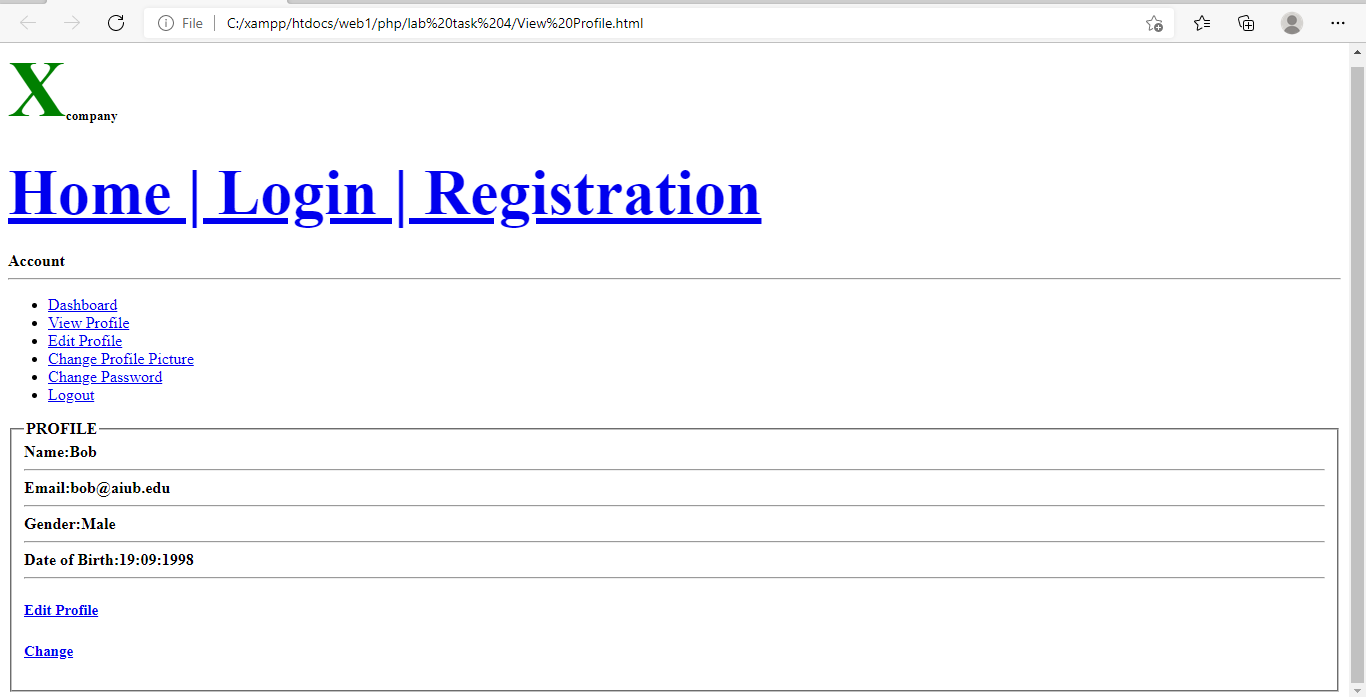 File | C:/xampp/htdocs/web1/php/lab%20task%204/View%20Profile.html
Xcompany
Home | Login | Registration
Account
Dashboard
View Profile
Edit Profile
Change Profile Picture
Change Password
Logout
PROFILE
Name:Bob
Email:bob@aiub.edu
Gender:Male
Date of Birth:19:09:1998
Edit Profile
Change